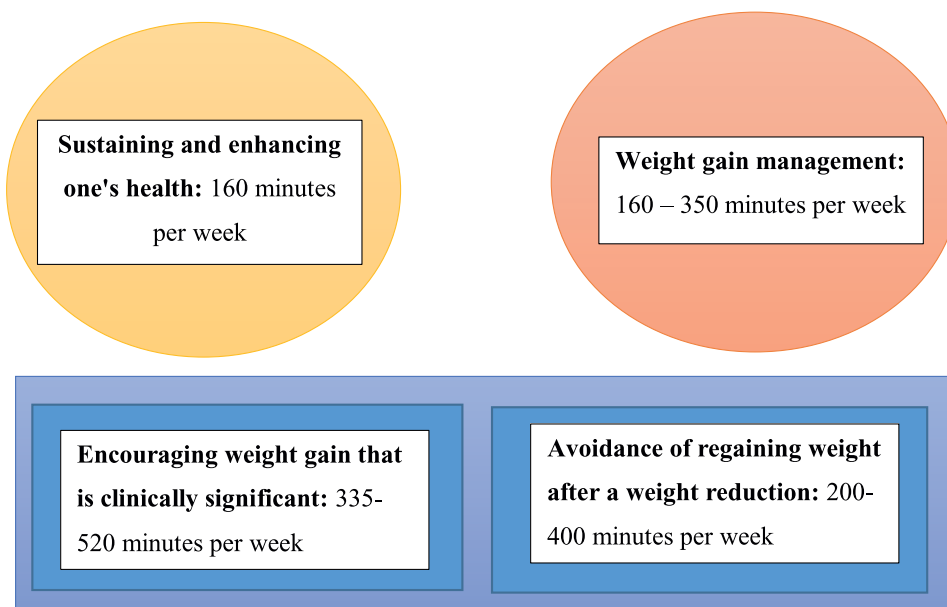 Sustaining and enhancing
one's health: 160 minutes
per week
Weight gain management:
160 – 350 minutes per week
Encouraging weight gain that
is clinically significant: 335-
520 minutes per week
Avoidance of regaining weight
after a weight reduction: 200-
400 minutes per week